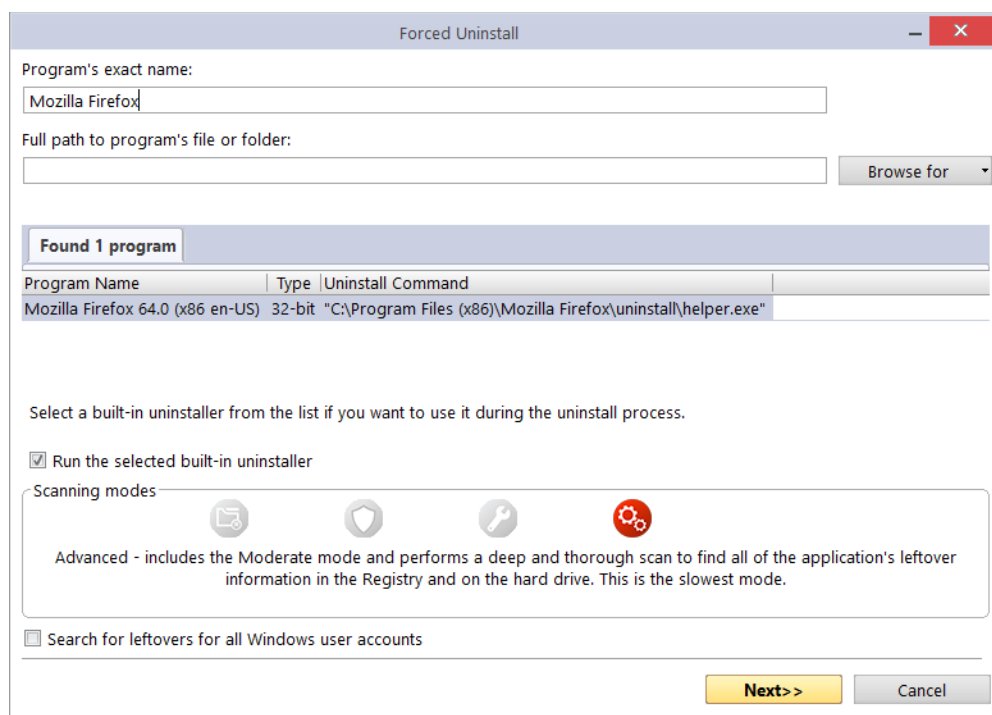 Forced Uninstall
Program's exact name:
Mozilla Firefox
Full path to program's file or folder:
Browse for
Found 1 program
Program Name Type Uninstall Command
Mozilla Firefox 64.0 (x86 en-US) 32-bit "C:\Program Files (x86)\Mozilla Firefox\uninstall\helper.exe"
Select a built-in uninstaller from the list if you want to use it during the uninstall process.
Run the selected built-in uninstaller
Scanning modes
Advanced - includes the Moderate mode and performs a deep and thorough scan to find all of the application's leftover
information in the Registry and on the hard drive. This is the slowest mode.
Search for leftovers for all Windows user accounts
Next>> Cancel